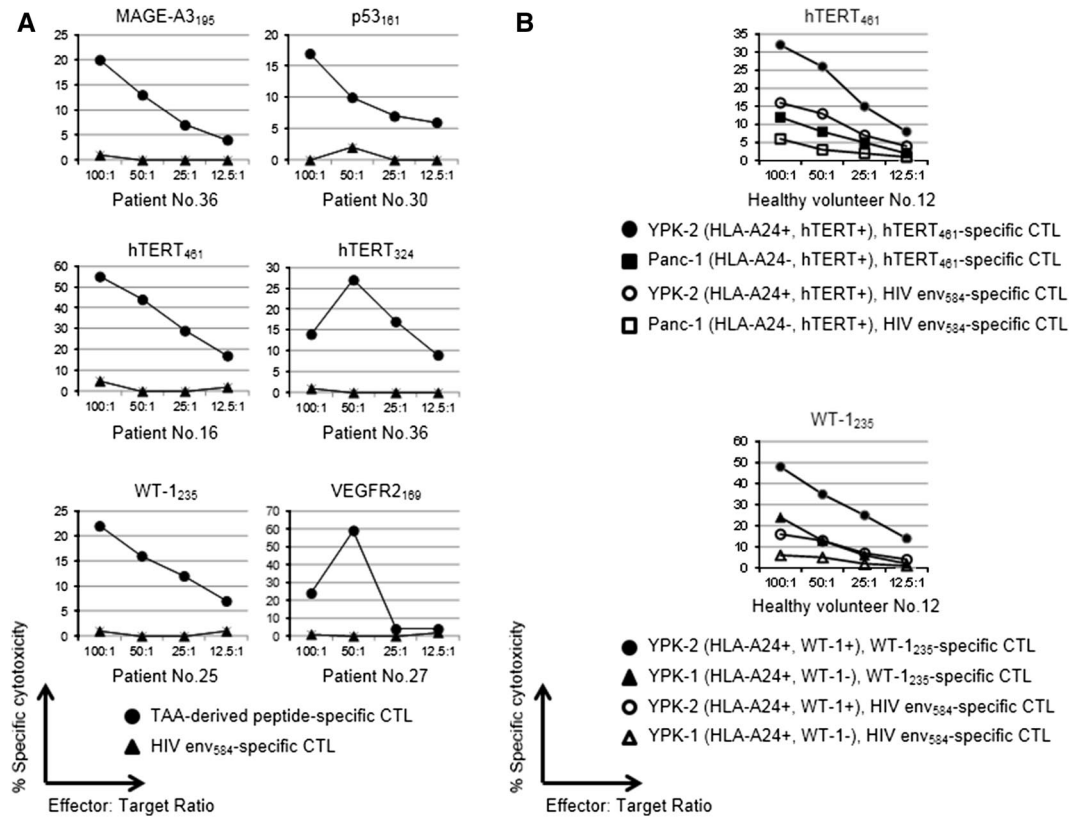 A
MAGE-A3195
25
20
15
10
5
0
100:1 50:1 25:1 12.5:1
Patient No.36
p53161
20
15
10
5
0
100:1 50:1 25:1 12.5:1
Patient No.30
hTERT461
60
50
40
30
20
10
0
100:1 50:1 25:1 12.5:1
Patient No.16
hTERT324
30
25
20
15
10
5
0
100:1 50:1 25:1 12.5:1
Patient No.36
WT-1235
25
20
15
10
5
0
100:1 50:1 25:1 12.5:1
Patient No.25
VEGFR2169
70
60
50
40
30
20
10
0
100:1 50:1 25:1 12.5:1
Patient No.27
TAA-derived peptide-specific CTL
HIV env584-specific CTL
% Specific cytotoxicity
Effector: Target Ratio
B
hTERT461
35
30
25
20
15
10
5
0
100:1 50:1 25:1 12.5:1
Healthy volunteer No.12
YPK-2 (HLA-A24+, hTERT+), hTERT461-specific CTL
Panc-1 (HLA-A24-, hTERT+), hTERT461-specific CTL
YPK-2 (HLA-A24+, hTERT+), HIV env584-specific CTL
Panc-1 (HLA-A24-, hTERT+), HIV env584-specific CTL
WT-1235
60
50
40
30
20
10
0
100:1 50:1 25:1 12.5:1
Healthy volunteer No.12
YPK-2 (HLA-A24+, WT-1+), WT-1235-specific CTL
YPK-1 (HLA-A24+, WT-1-), WT-1235-specific CTL
YPK-2 (HLA-A24+, WT-1+), HIV env584-specific CTL
YPK-1 (HLA-A24+, WT-1-), HIV env584-specific CTL
% Specific cytotoxicity
Effector: Target Ratio